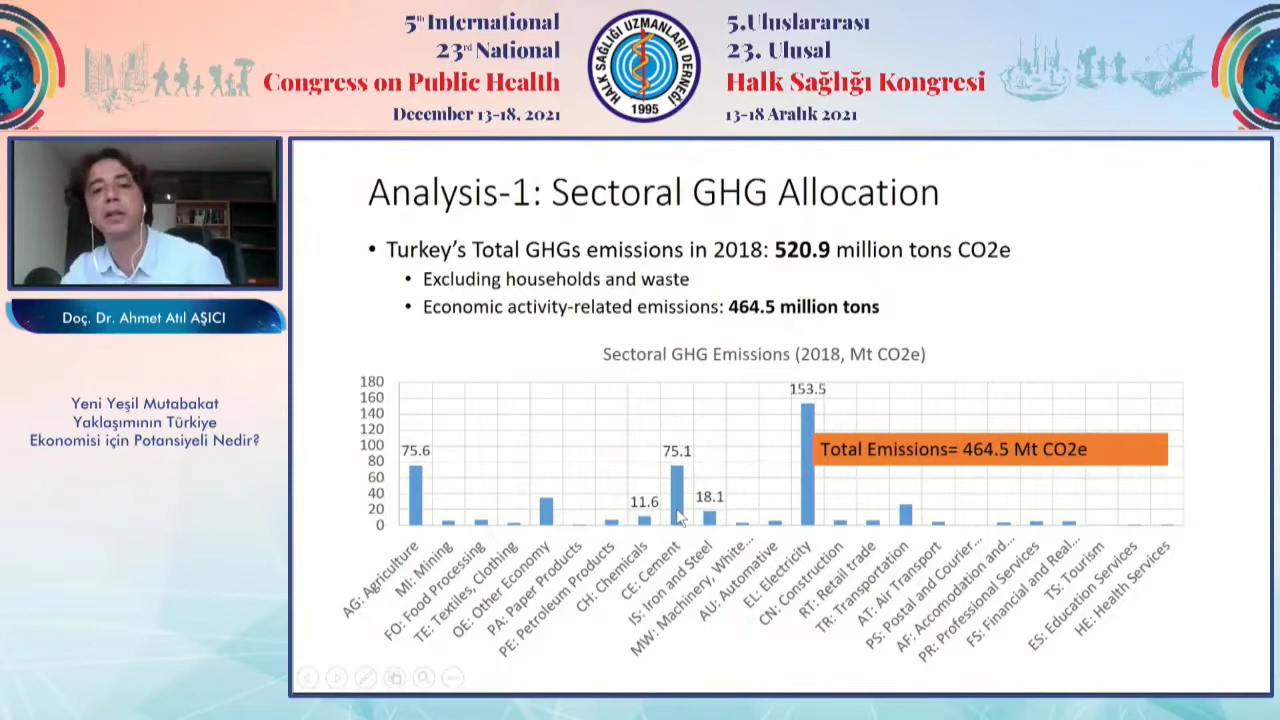 5th International
23rd National
Congress on Public Health
December 13-18, 2021
HALK SAĞLIĞI UZMANLARI DERNEĞİ
1995
5.Uluslararası
23. Ulusal
Halk Sağlığı Kongresi
13-18 Aralık 2021
Doç. Dr. Ahmet Atıl AŞICI
Yeni Yeşil Mutabakat
Yaklaşımının Türkiye
Ekonomisi için Potansiyeli Nedir?
Analysis-1: Sectoral GHG Allocation
• Turkey's Total GHGs emissions in 2018: 520.9 million tons CO2e
• Excluding households and waste
• Economic activity-related emissions: 464.5 million tons
Sectoral GHG Emissions (2018, Mt CO2e)
180
160
140
120
100
80
60
40
20
0
75.6
11.6
75.1
18.1
153.5
Total Emissions= 464.5 Mt CO2e
AG: Agriculture
MI: Mining
FO: Food Processing
TE: Textiles, Clothing
OE: Other Economy
PA: Paper Products
PE: Petroleum Products
CH: Chemicals
CE: Cement
IS: Iron and Steel
MW: Machinery, White...
AU: Automotive
EL: Electricity
CN: Construction
RT: Retail trade
TR: Transportation
AT: Air Transport
PS: Postal and Courier...
AF: Accomodation and...
PR: Professional Services
FS: Financial and Real...
TS: Tourism
ES: Education Services
HE: Health Services